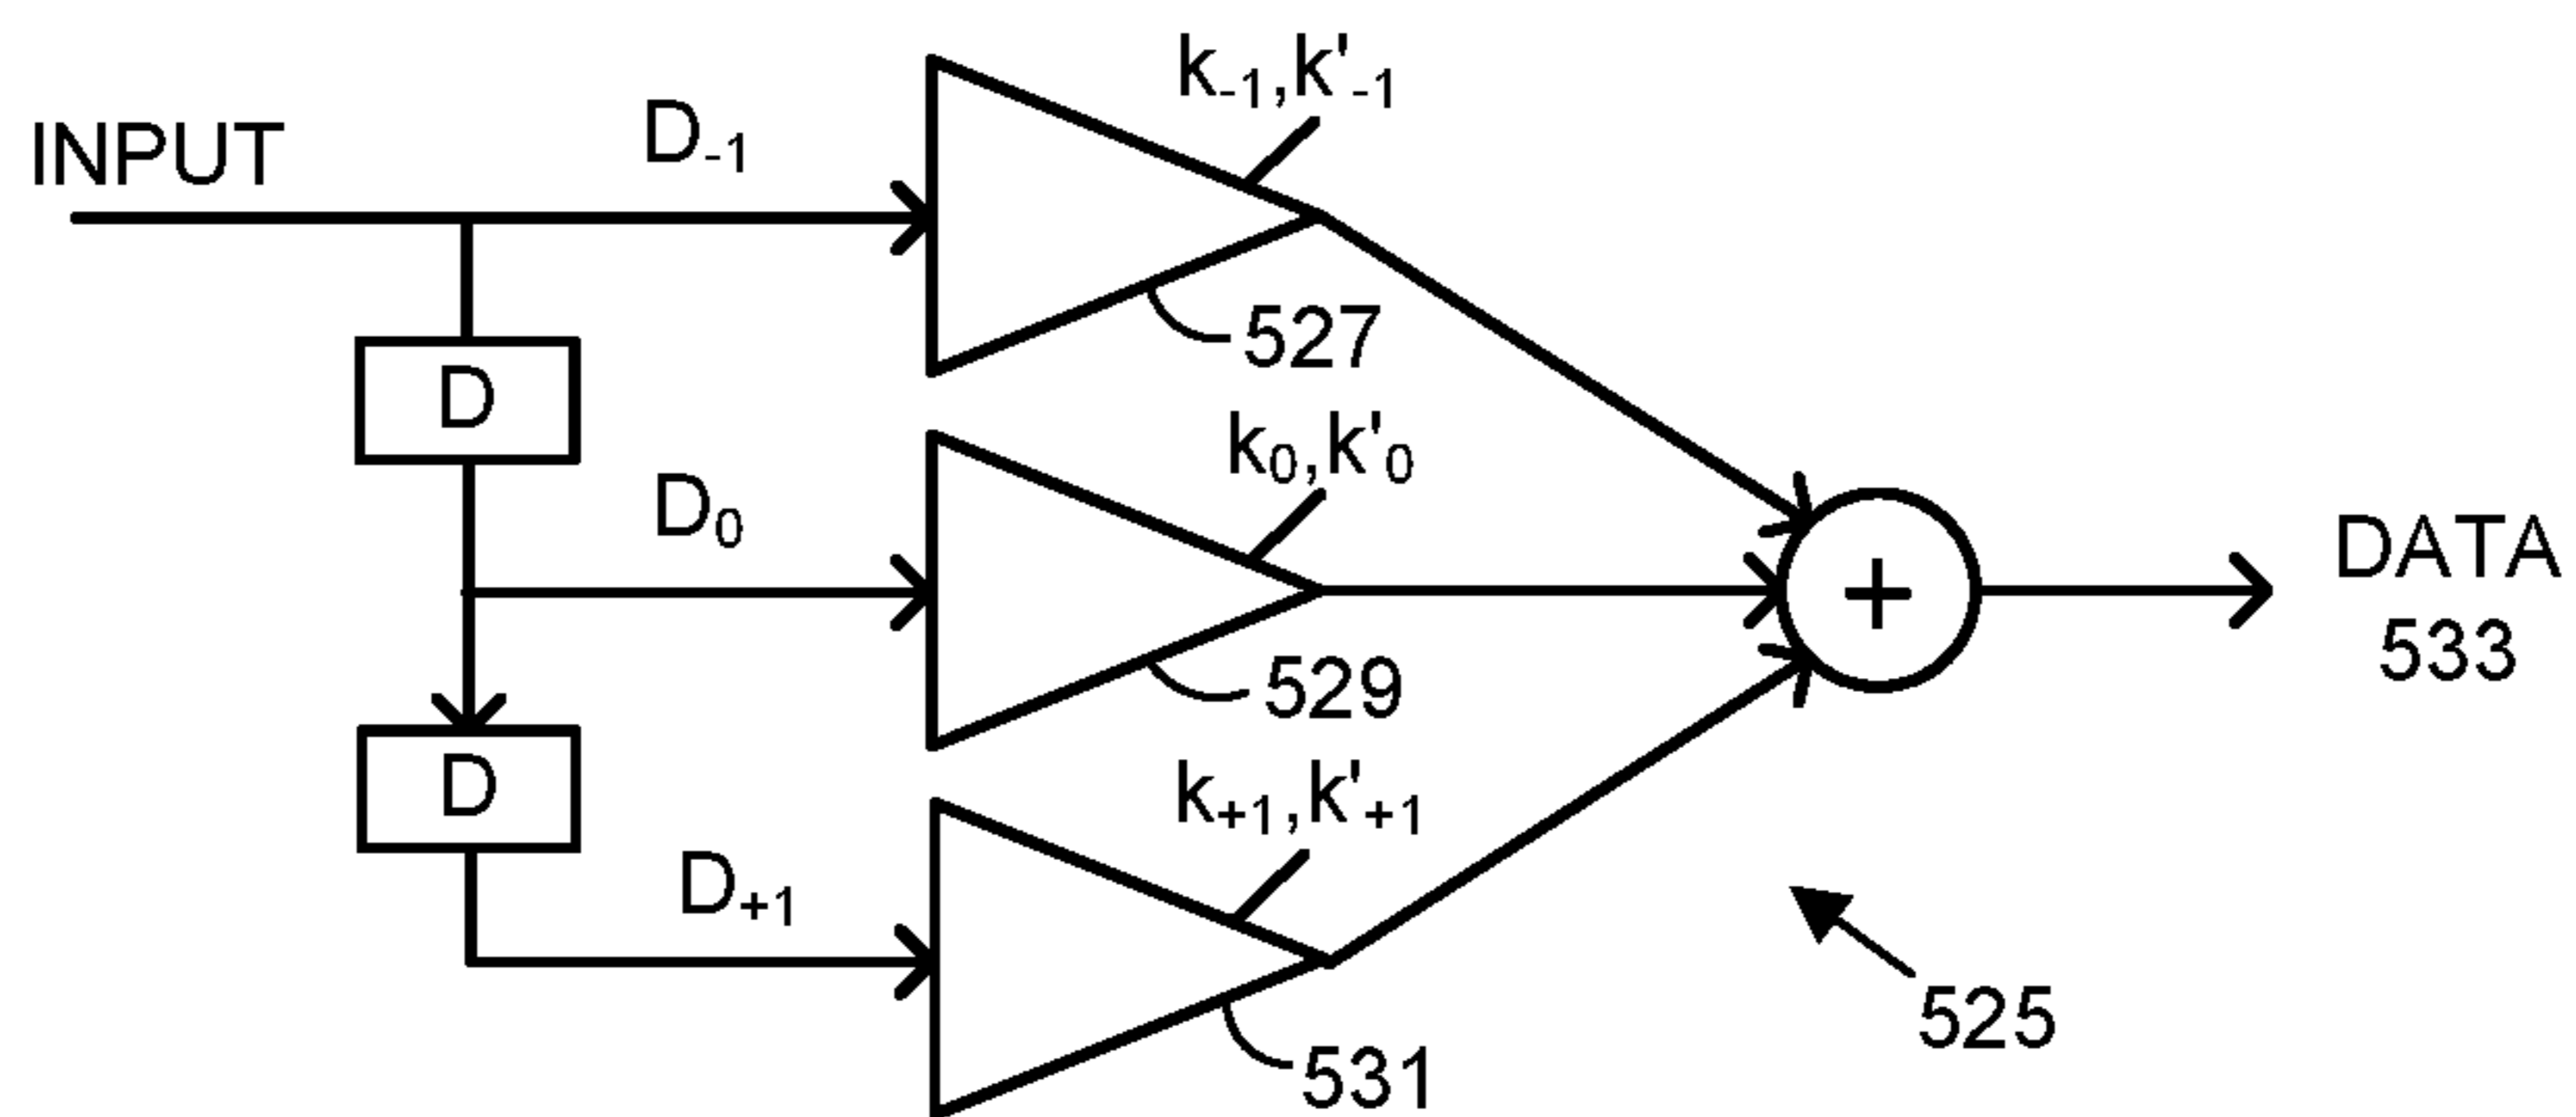 INPUT
D-1
k-1,k'-1
527
D
D0
k0,k'0
529
+
DATA
533
D
D+1
k+1,k'+1
531
525